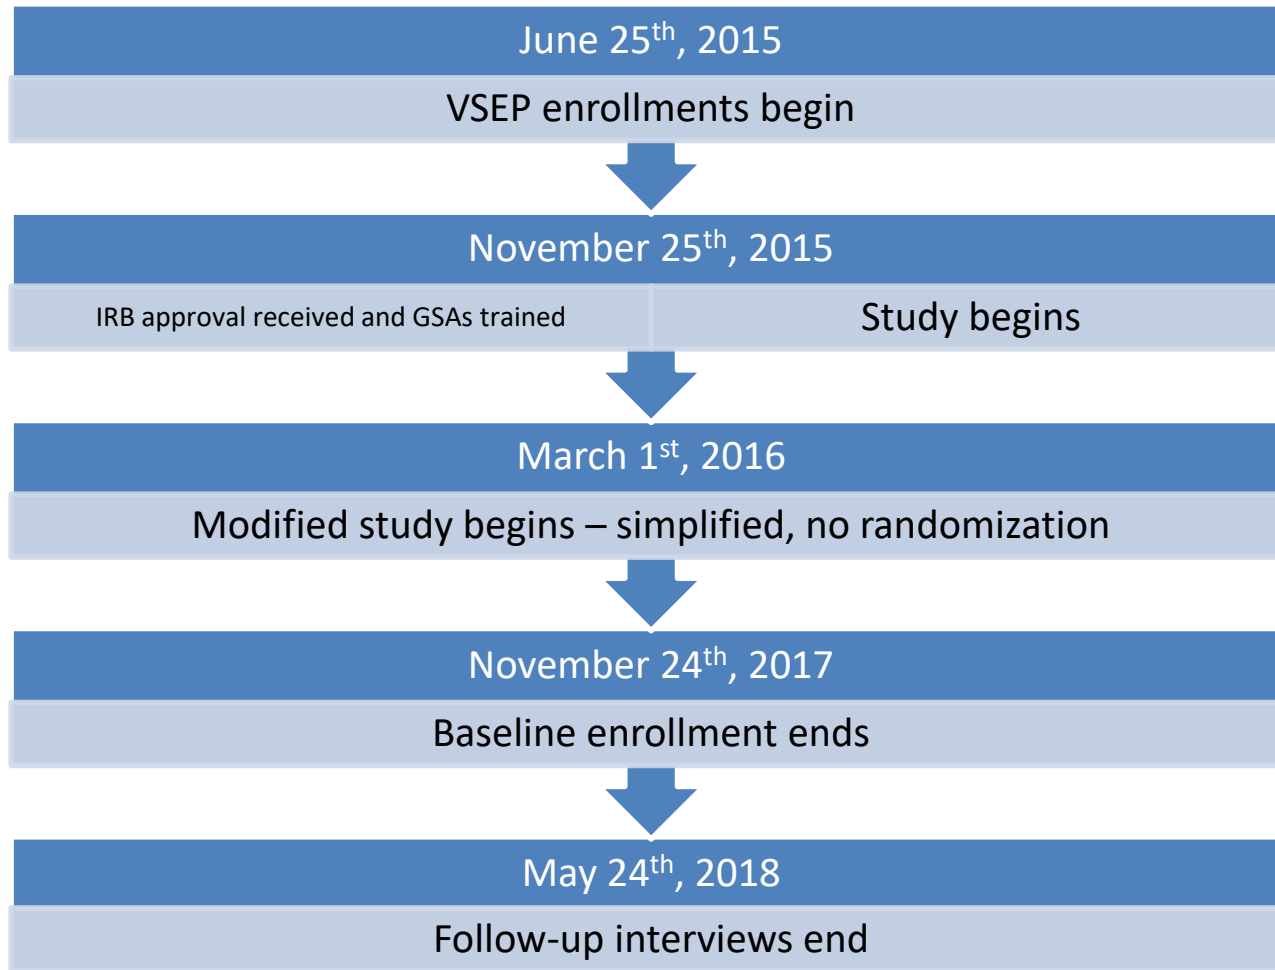 June 25th, 2015
VSEP enrollments begin
November 25th, 2015
IRB approval received and GSAs trained
Study begins
March 1st, 2016
Modified study begins – simplified, no randomization
November 24th, 2017
Baseline enrollment ends
May 24th, 2018
Follow-up interviews end